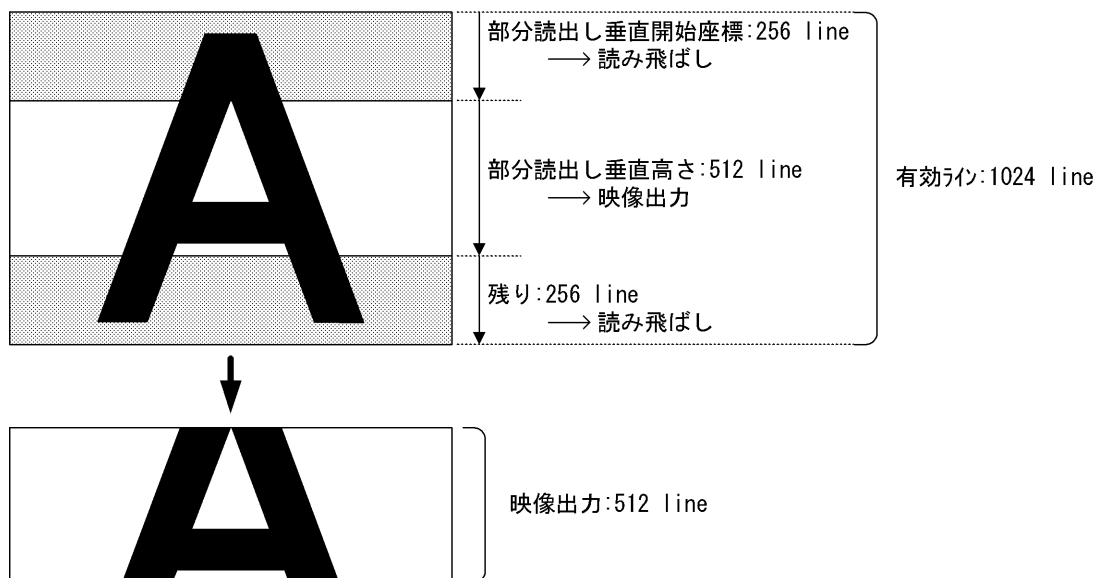 部分読出し垂直開始座標:256 line
→ 読み飛ばし
部分読出し垂直高さ:512 line
→ 映像出力
有効ﾗｲﾝ:1024 line
残り:256 line
→ 読み飛ばし
A
映像出力:512 line
A